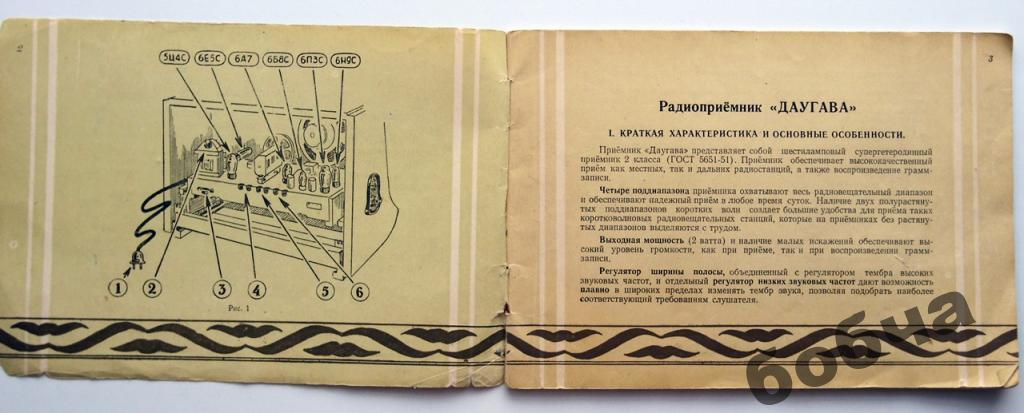 2
5Ц4С 6Е5С 6А7 6Б8С 6П3С 6Н9С
1 2 3 4 5 6
Рис. 1
3
Радиоприёмник «ДАУГАВА»
I. КРАТКАЯ ХАРАКТЕРИСТИКА И ОСНОВНЫЕ ОСОБЕННОСТИ.
Приёмник «Даугава» представляет собой шестиламповый супергетеродинный
приёмник 2 класса (ГОСТ 5651-51). Приёмник обеспечивает высококачественный
приём как местных, так и дальних радиостанций, а также воспроизведение грамм-
записи.
Четыре поддиапазона приёмника охватывают весь радиовещательный диапазон
и обеспечивают надежный приём в любое время суток. Наличие двух полурастяну-
тых поддиапазонов коротких волн создает большие удобства для приёма таких
коротковолновых радиовещательных станций, которые на приёмниках без растяну-
тых диапазонов выделяются с трудом.
Выходная мощность (2 ватта) и наличие малых искажений обеспечивают вы-
сокий уровень громкости, как при приёме, так и при воспроизведении грамм-
записи.
Регулятор ширины полосы, объединенный с регулятором тембра высоких
звуковых частот, и отдельный регулятор низких звуковых частот дают возможность
плавно в широких пределах изменять тембр звука, позволяя подобрать наиболее
соответствующий требованиям слушателя.
бобиа